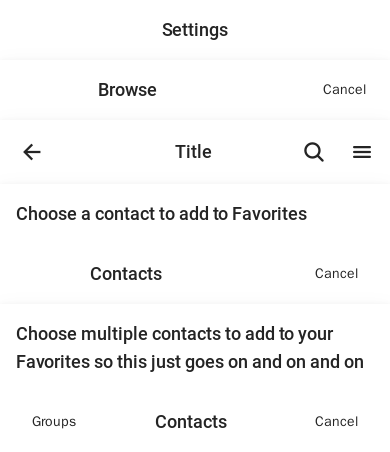 Settings
Browse Cancel
Title
Choose a contact to add to Favorites
Contacts Cancel
Choose multiple contacts to add to your
Favorites so this just goes on and on and on
Groups Contacts Cancel